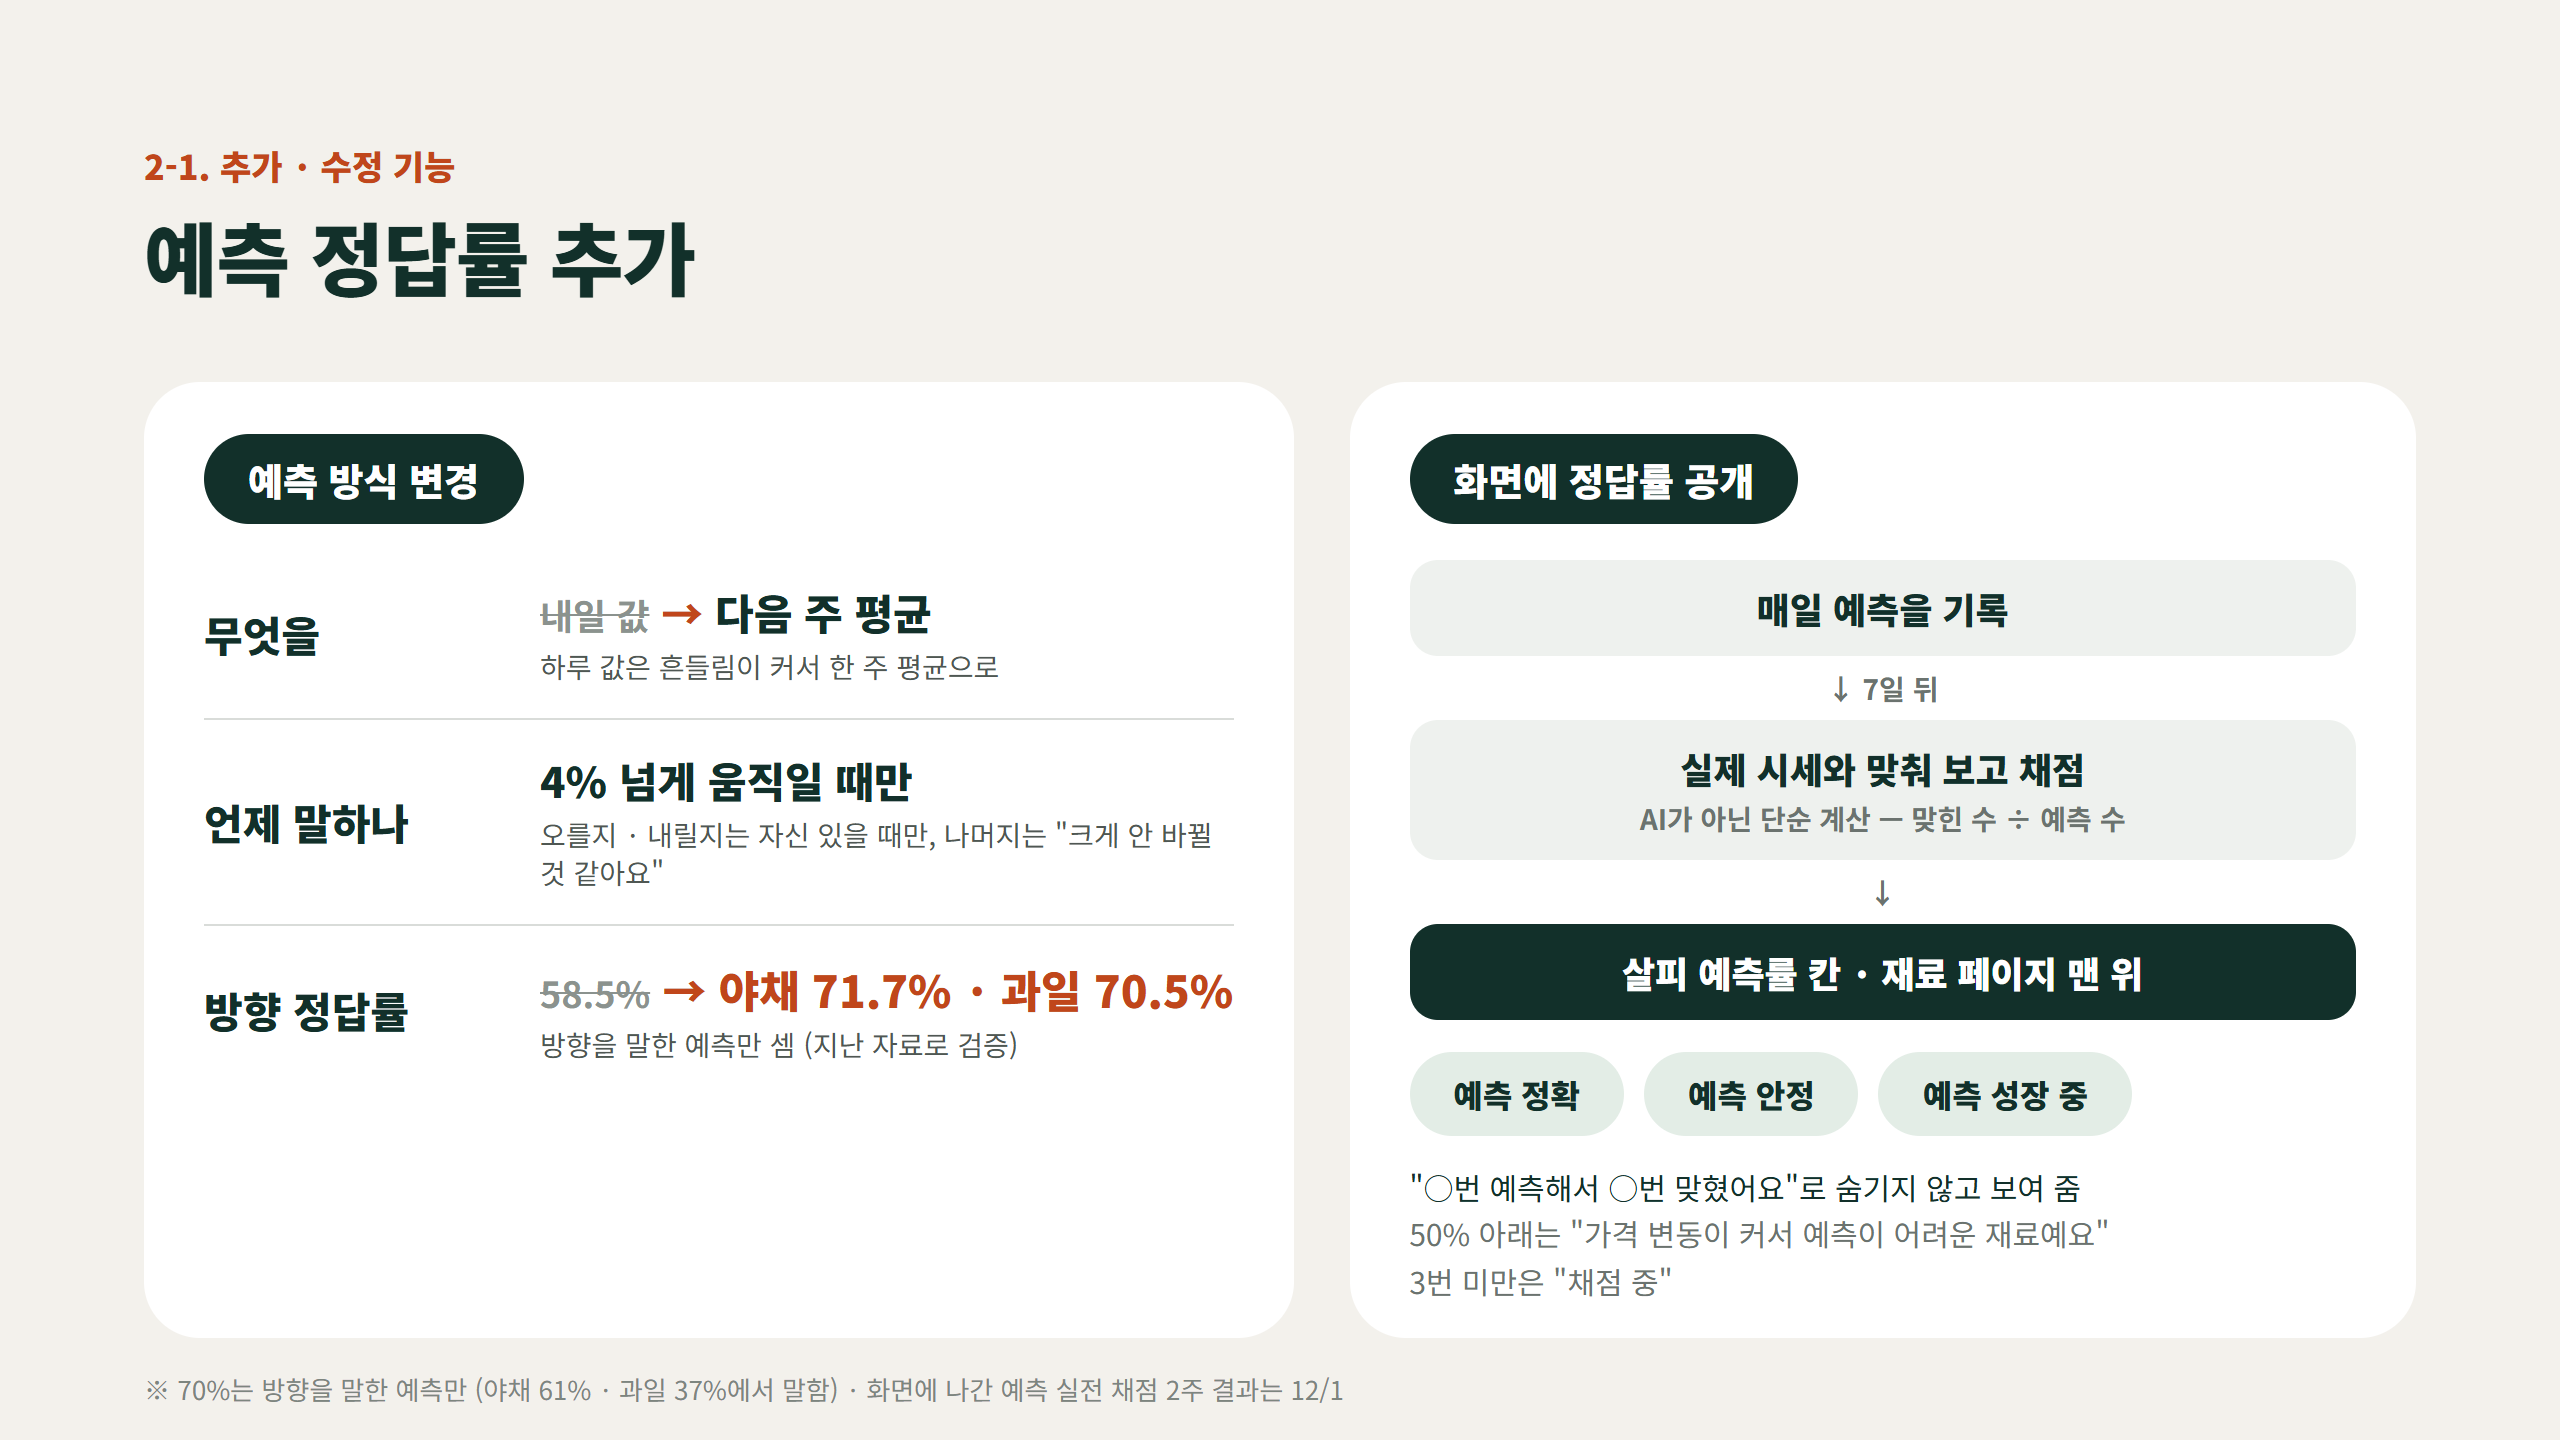 2-1. 추가 · 수정 기능
예측 정답률 추가
예측 방식 변경
무엇을
내일 값 → 다음 주 평균
하루 값은 흔들림이 커서 한 주 평균으로
언제 말하나
4% 넘게 움직일 때만
오를지 · 내릴지는 자신 있을 때만, 나머지는 "크게 안 바뀔
것 같아요"
방향 정답률
58.5% → 야채 71.7% · 과일 70.5%
방향을 말한 예측만 셈 (지난 자료로 검증)
화면에 정답률 공개
매일 예측을 기록
↓ 7일 뒤
실제 시세와 맞춰 보고 채점
AI가 아닌 단순 계산 — 맞힌 수 ÷ 예측 수
↓
살피 예측률 칸 · 재료 페이지 맨 위
예측 정확
예측 안정
예측 성장 중
"○번 예측해서 ○번 맞혔어요"로 숨기지 않고 보여 줌
50% 아래는 "가격 변동이 커서 예측이 어려운 재료예요"
3번 미만은 "채점 중"
※ 70%는 방향을 말한 예측만 (야채 61% · 과일 37%에서 말함) · 화면에 나간 예측 실전 채점 2주 결과는 12/1